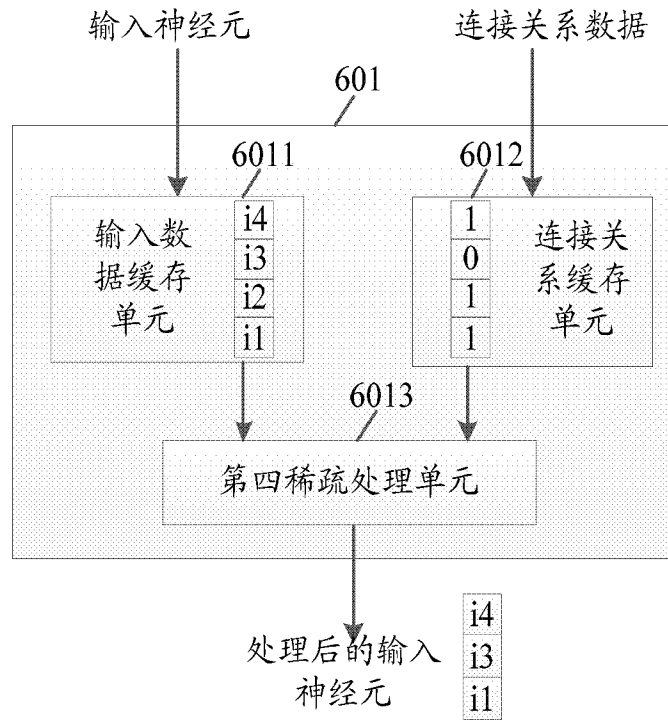 输入神经元
连接关系数据
601
6011
6012
输入数
据缓存
单元
i4
i3
i2
i1
1
0
1
1
连接关
系缓存
单元
6013
第四稀疏处理单元
处理后的输入
神经元
i4
i3
i1